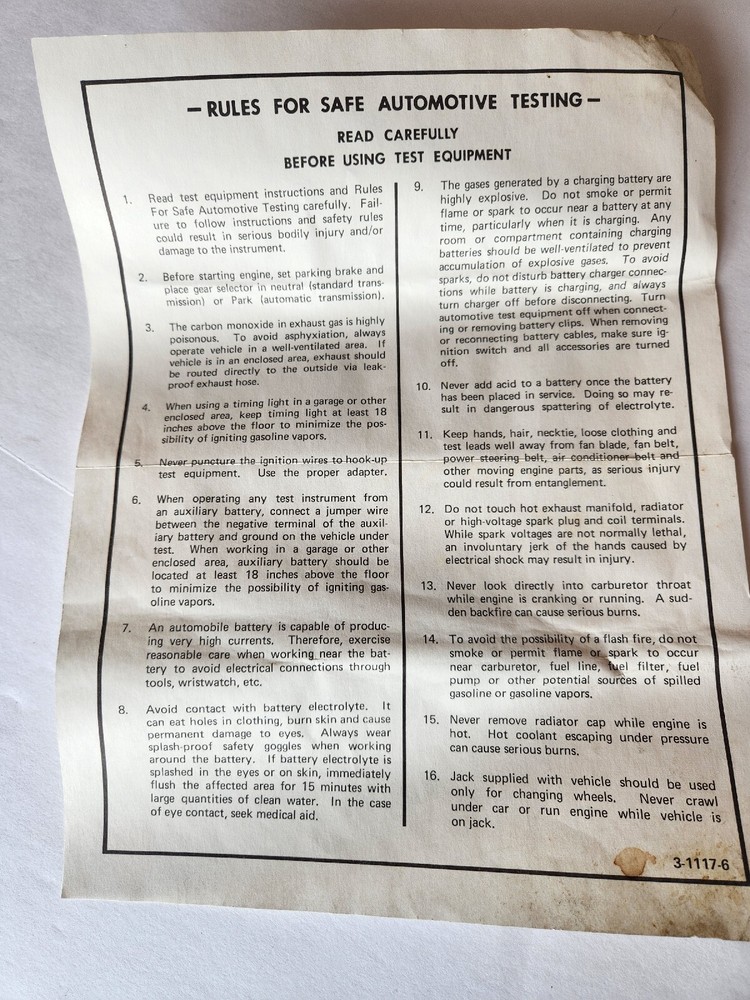 — RULES FOR SAFE AUTOMOTIVE TESTING —
READ CAREFULLY
BEFORE USING TEST EQUIPMENT
1. Read test equipment instructions and Rules
For Safe Automotive Testing carefully. Fail-
ure to follow instructions and safety rules
could result in serious bodily injury and/or
damage to the instrument.
2. Before starting engine, set parking brake and
place gear selector in neutral (standard trans-
mission) or Park (automatic transmission).
3. The carbon monoxide in exhaust gas is highly
poisonous. To avoid asphyxiation, always
operate vehicle in a well-ventilated area. If
vehicle is in an enclosed area, exhaust should
be routed directly to the outside via leak-
proof exhaust hose.
4. When using a timing light in a garage or other
enclosed area, keep timing light at least 18
inches above the floor to minimize the pos-
sibility of igniting gasoline vapors.
5. Never puncture the ignition wires to hook-up
test equipment. Use the proper adapter.
6. When operating any test instrument from
an auxiliary battery, connect a jumper wire
between the negative terminal of the auxil-
iary battery and ground on the vehicle under
test. When working in a garage or other
enclosed area, auxiliary battery should be
located at least 18 inches above the floor
to minimize the possibility of igniting gas-
oline vapors.
7. An automobile battery is capable of produc-
ing very high currents. Therefore, exercise
reasonable care when working near the bat-
tery to avoid electrical connections through
tools, wristwatch, etc.
8. Avoid contact with battery electrolyte. It
can eat holes in clothing, burn skin and cause
permanent damage to eyes. Always wear
splash-proof safety goggles when working
around the battery. If battery electrolyte is
splashed in the eyes or on skin, immediately
flush the affected area for 15 minutes with
large quantities of clean water. In the case
of eye contact, seek medical aid.
9. The gases generated by a charging battery are
highly explosive. Do not smoke or permit
flame or spark to occur near a battery at any
time, particularly when it is charging. Any
room or compartment containing charging
batteries should be well-ventilated to prevent
accumulation of explosive gases. To avoid
sparks, do not disturb battery charger connec-
tions while battery is charging, and always
turn charger off before disconnecting. Turn
automotive test equipment off when connect-
ing or removing battery clips. When removing
or reconnecting battery cables, make sure ig-
nition switch and all accessories are turned
off.
10. Never add acid to a battery once the battery
has been placed in service. Doing so may re-
sult in dangerous spattering of electrolyte.
11. Keep hands, hair, necktie, loose clothing and
test leads well away from fan blade, fan belt,
power steering belt, air conditioner belt and
other moving engine parts, as serious injury
could result from entanglement.
12. Do not touch hot exhaust manifold, radiator
or high-voltage spark plug and coil terminals.
While spark voltages are not normally lethal,
an involuntary jerk of the hands caused by
electrical shock may result in injury.
13. Never look directly into carburetor throat
while engine is cranking or running. A sud-
den backfire can cause serious burns.
14. To avoid the possibility of a flash fire, do not
smoke or permit flame or spark to occur
near carburetor, fuel line, fuel filter, fuel
pump or other potential sources of spilled
gasoline or gasoline vapors.
15. Never remove radiator cap while engine is
hot. Hot coolant escaping under pressure
can cause serious burns.
16. Jack supplied with vehicle should be used
only for changing wheels. Never crawl
under car or run engine while vehicle is
on jack.
3-1117-6